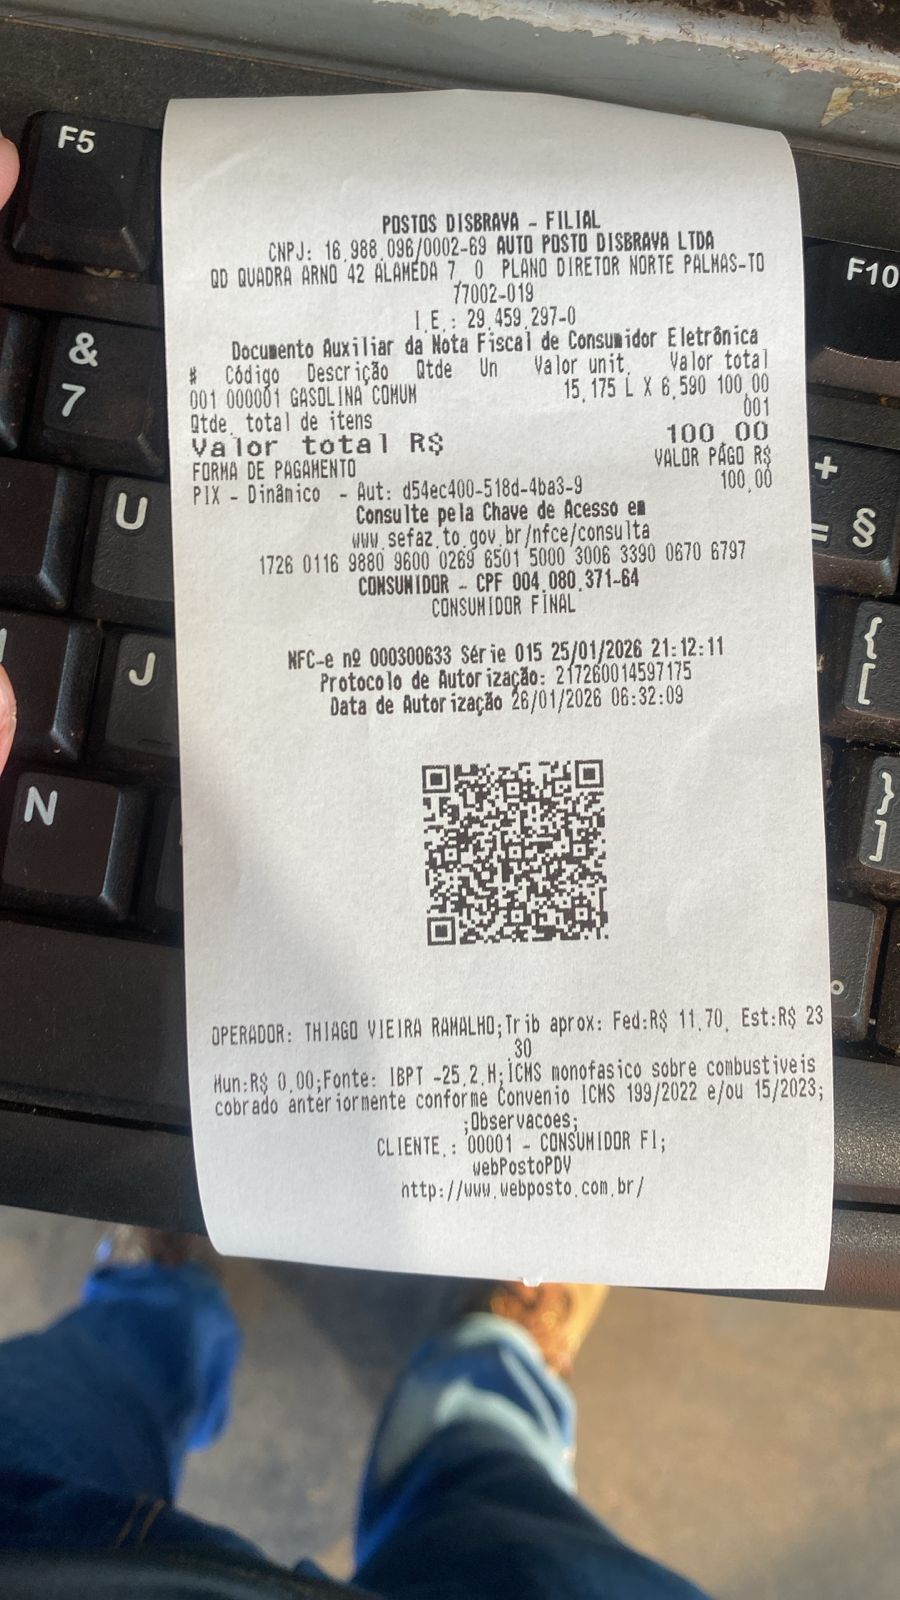 F5
F10
&
7
U
J
N
+
= §
{
[
}
]
POSTOS DISBRAVA - FILIAL
CNPJ: 16.988.096/0002-69 AUTO POSTO DISBRAVA LTDA
QD QUADRA ARNO 42 ALAMEDA 7, 0 PLANO DIRETOR NORTE PALMAS-TO
77002-019
I.E.: 29.459.297-0
Documento Auxiliar da Nota Fiscal de Consumidor Eletrônica
# Código Descrição Qtde Un Valor unit. Valor total
001 000001 GASOLINA COMUM 15,175 L X 6,590 100,00
Qtde. total de itens 001
Valor total R$ 100,00
FORMA DE PAGAMENTO VALOR PAGO R$
PIX - Dinâmico - Aut: d54ec400-518d-4ba3-9 100,00
Consulte pela Chave de Acesso em
www.sefaz.to.gov.br/nfce/consulta
1726 0116 9880 9600 0269 6501 5000 3006 3390 0670 6797
CONSUMIDOR - CPF 004.080.371-64
CONSUMIDOR FINAL
NFC-e nº 000300633 Série 015 25/01/2026 21:12:11
Protocolo de Autorização: 217260014597175
Data de Autorização 26/01/2026 06:32:09
OPERADOR: THIAGO VIEIRA RAMALHO;Trib aprox: Fed:R$ 11,70, Est:R$ 23
,30
Mun:R$ 0,00;Fonte: IBPT -25.2.H;ICMS monofasico sobre combustiveis
cobrado anteriormente conforme Convenio ICMS 199/2022 e/ou 15/2023;
;Observacoes;
CLIENTE.: 00001 - CONSUMIDOR FI;
webPostoPDV
http://www.webposto.com.br/